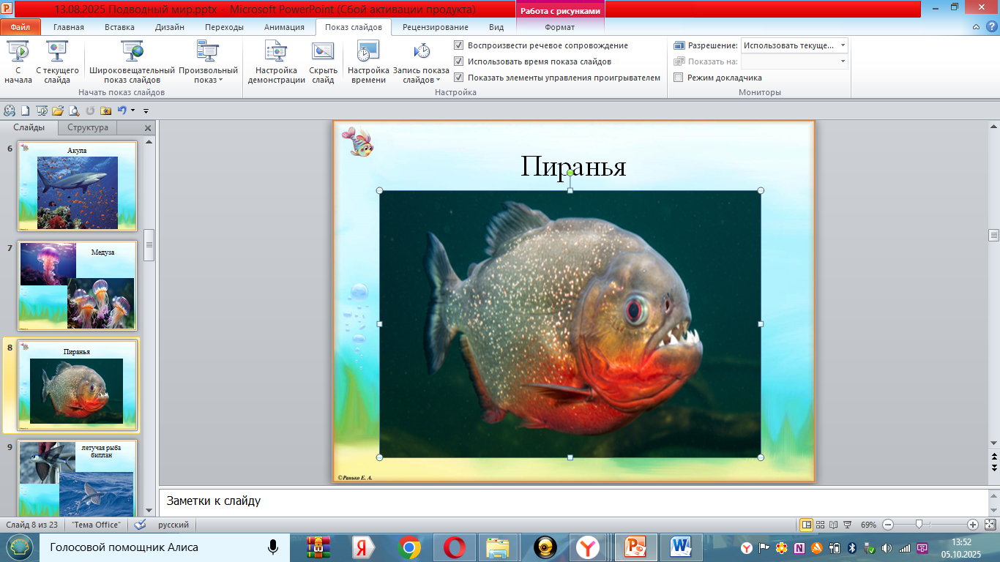 13.08.2025 Подводный мир.pptx - Microsoft PowerPoint (Сбой активации продукта)
Работа с рисунками
Файл Главная Вставка Дизайн Переходы Анимация Показ слайдов Рецензирование Вид Формат
С начала
С текущего слайда
Широковещательный показ слайдов
Произвольный показ
Начать показ слайдов
Настройка демонстрации
Скрыть слайд
Настройка времени
Запись показа слайдов
Воспроизвести речевое сопровождение
Использовать время показа слайдов
Показать элементы управления проигрывателем
Настройка
Разрешение: Использовать текуще...
Показать на:
Режим докладчика
Мониторы
Слайды Структура
6
Акула
7
Медуза
8
Пиранья
9
летучая рыба
биплан
Пиранья
©Ранько Е. А.
Заметки к слайду
Слайд 8 из 23 "Тема Office" русский 69%
Голосовой помощник Алиса
13:52
05.10.2025